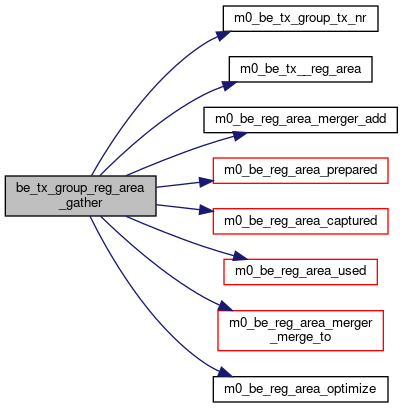 m0_be_tx_group_tx_nr
m0_be_tx__reg_area
m0_be_reg_area_merger_add
be_tx_group_reg_area
_gather
m0_be_reg_area_prepared
m0_be_reg_area_captured
m0_be_reg_area_used
m0_be_reg_area_merger
_merge_to
m0_be_reg_area_optimize